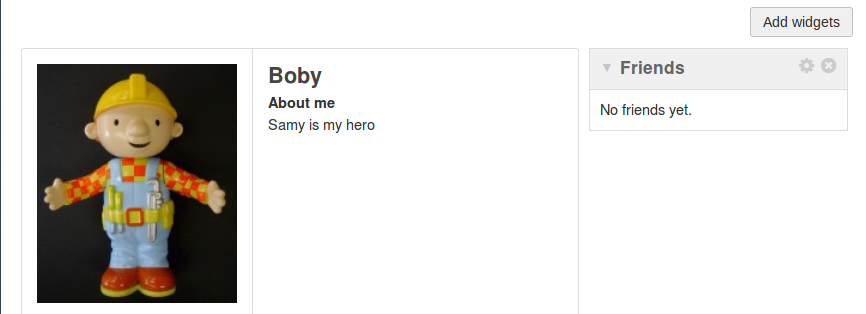 Add widgets
Boby
About me
Samy is my hero
Friends
No friends yet.